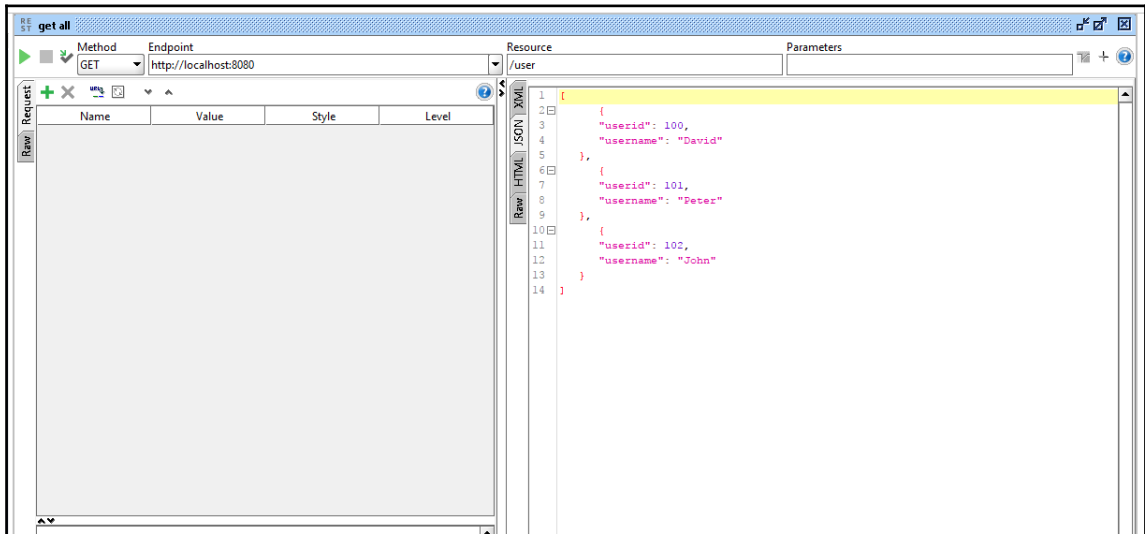 RE ST get all
Method Endpoint Resource Parameters
GET http://localhost:8080 /user
Request
Raw
Name Value Style Level
XML
JSON
HTML
Raw
1 [
2 {
3 "userid": 100,
4 "username": "David"
5 },
6 {
7 "userid": 101,
8 "username": "Peter"
9 },
10 {
11 "userid": 102,
12 "username": "John"
13 }
14 ]